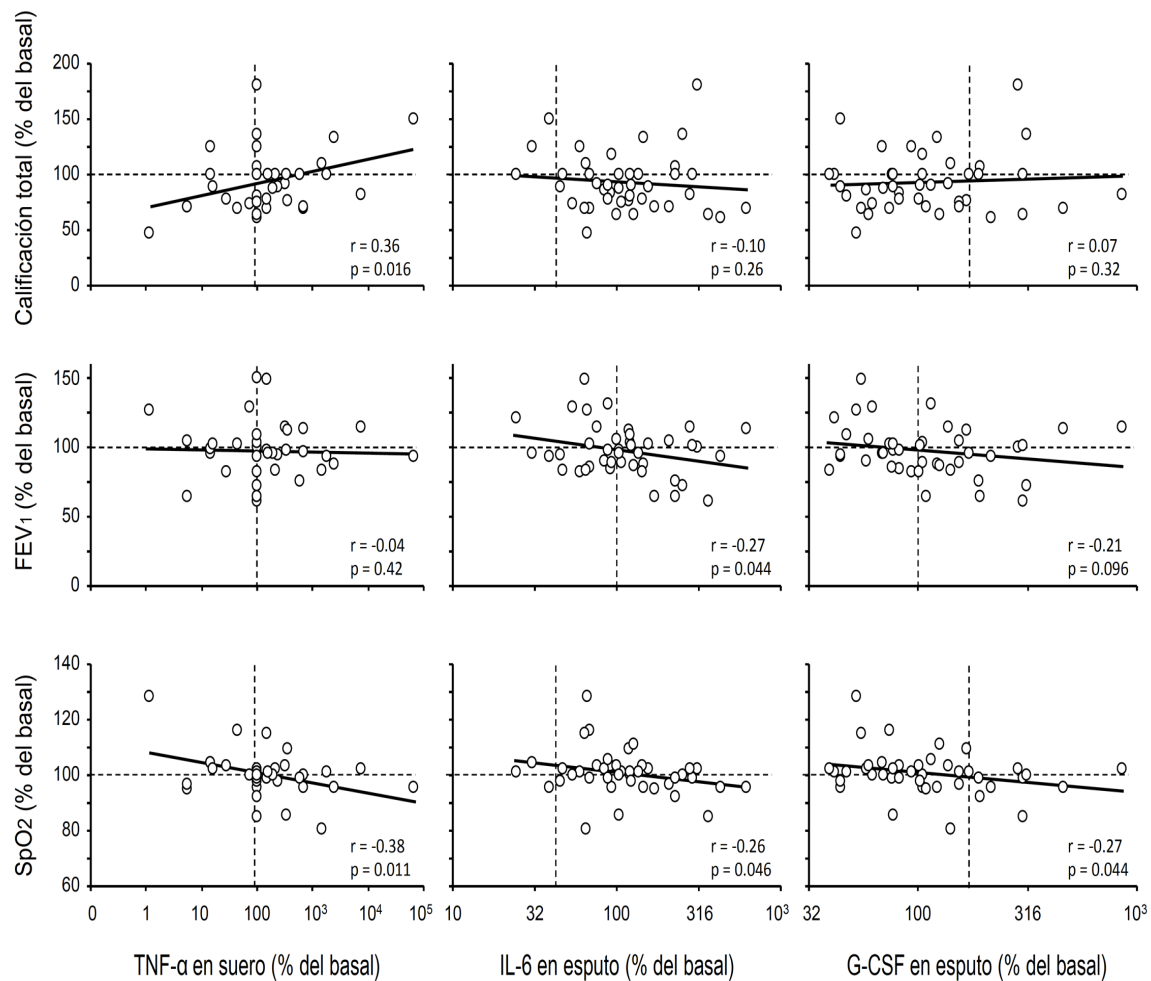 Calificación total (% del basal)
200
150
100
50
0
r = 0.36
p = 0.016
r = -0.10
p = 0.26
r = 0.07
p = 0.32
FEV1 (% del basal)
150
100
50
0
r = -0.04
p = 0.42
r = -0.27
p = 0.044
r = -0.21
p = 0.096
SpO2 (% del basal)
140
120
100
80
60
r = -0.38
p = 0.011
r = -0.26
p = 0.046
r = -0.27
p = 0.044
0 1 10 100 10³ 10⁴ 10⁵
10 32 100 316 10³
32 100 316 10³
TNF-α en suero (% del basal)
IL-6 en esputo (% del basal)
G-CSF en esputo (% del basal)